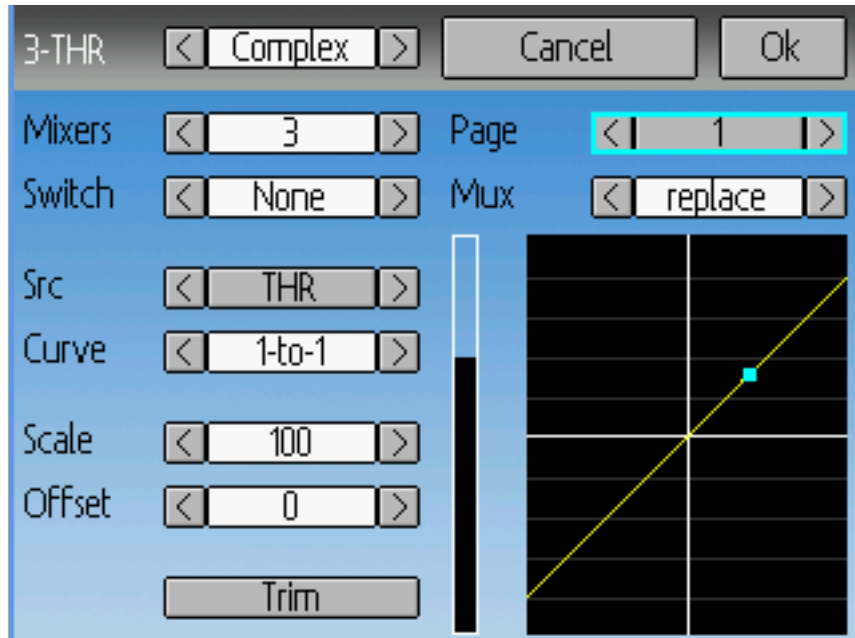 3-THR < Complex > Cancel Ok
Mixers < 3 > Page < 1 >
Switch < None > Mux < replace >
Src < THR >
Curve < 1-to-1 >
Scale < 100 >
Offset < 0 >
Trim